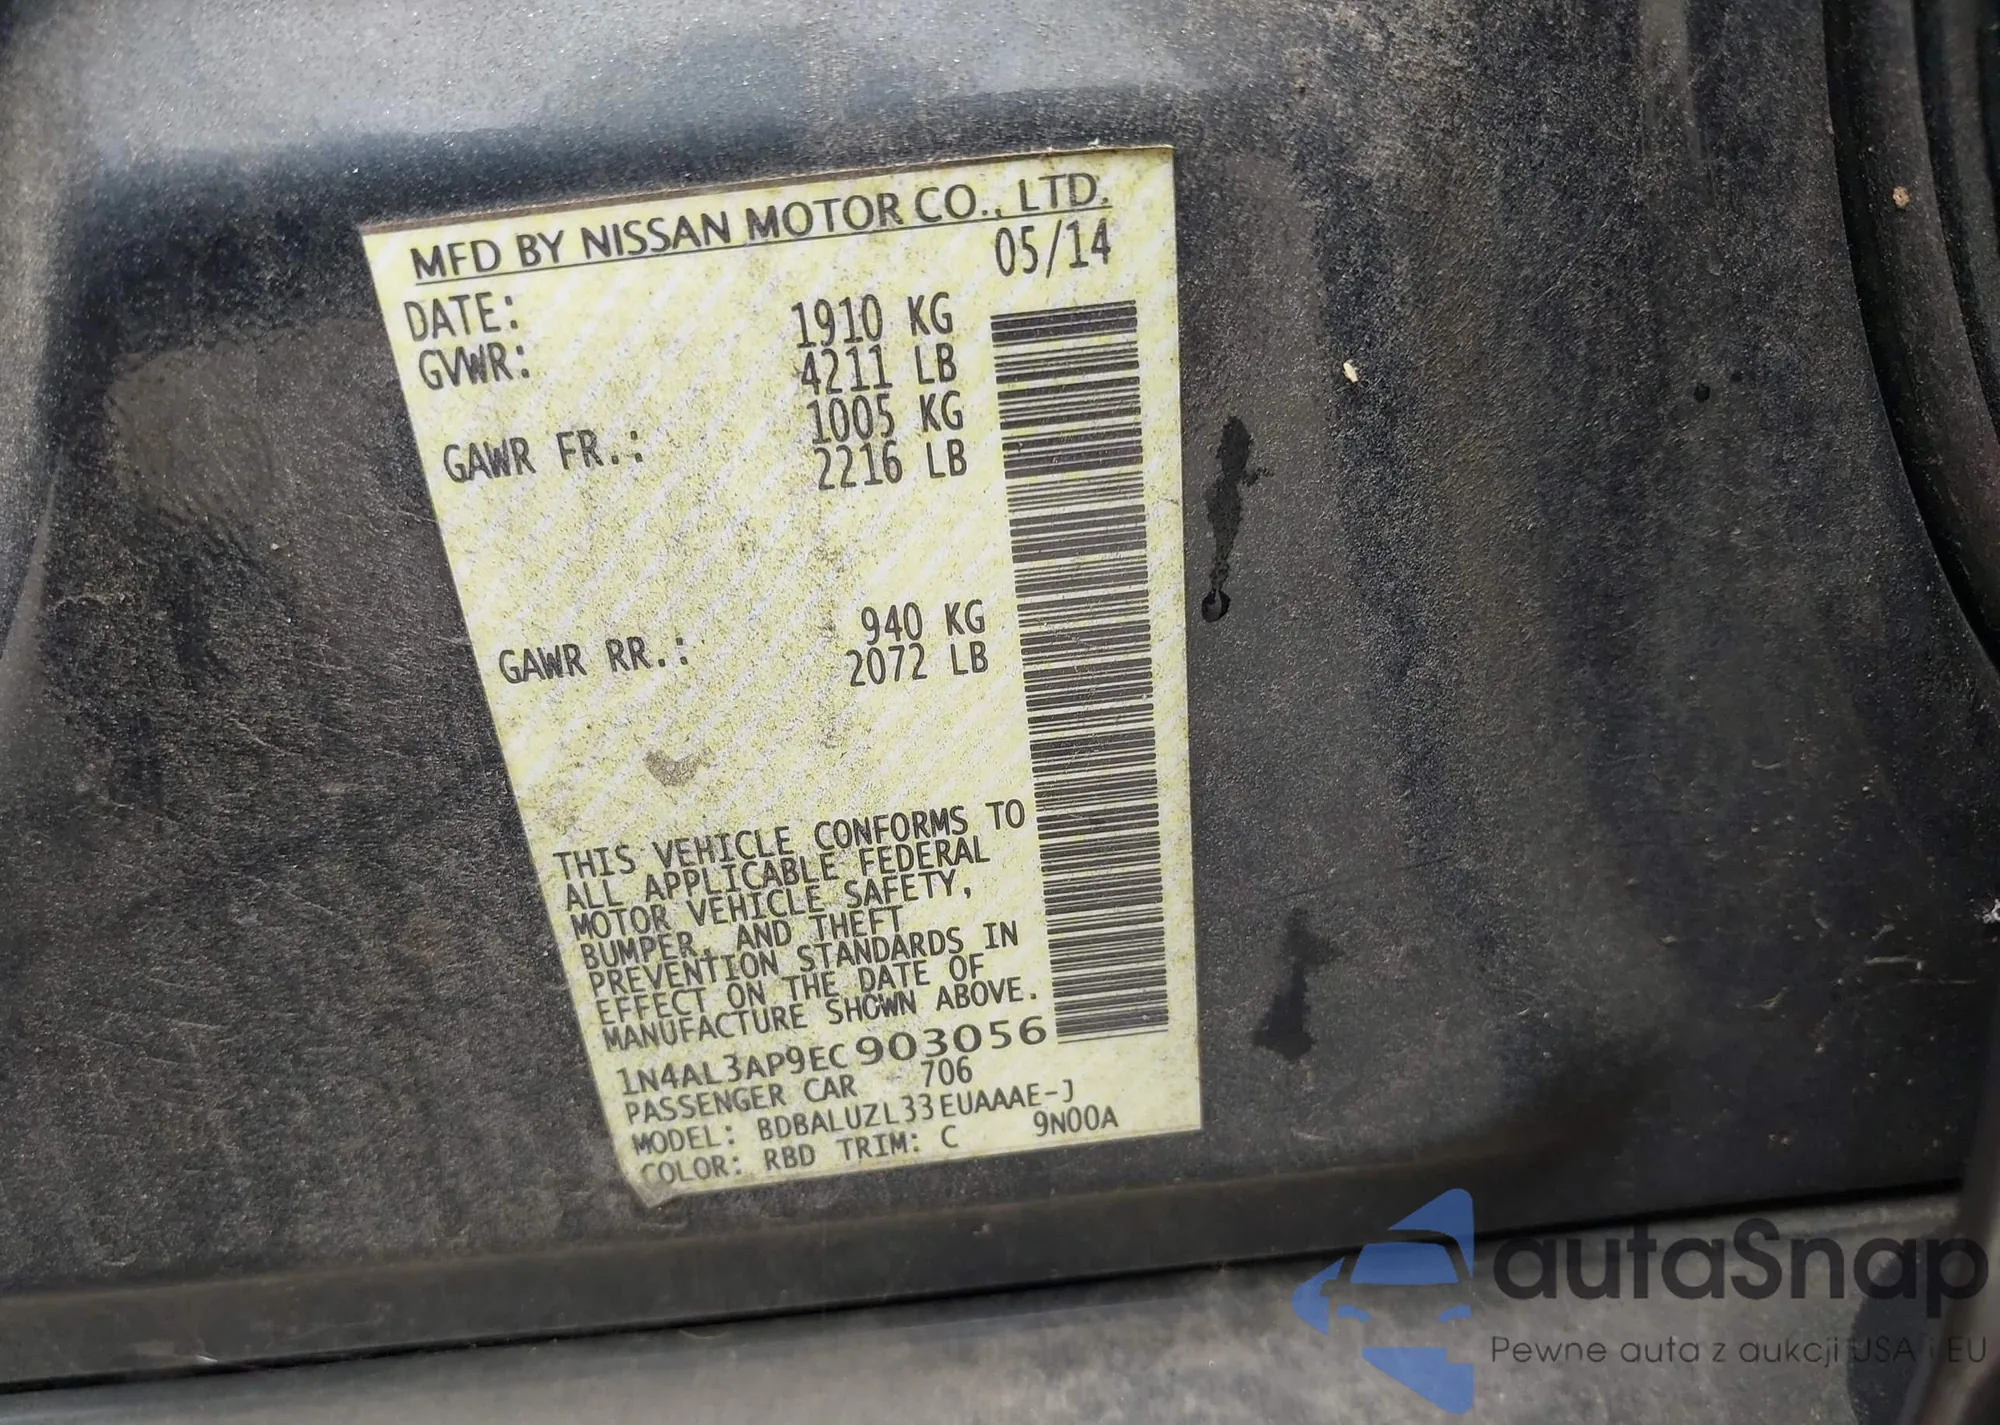 MFD BY NISSAN MOTOR CO., LTD.
DATE: 05/14
GVWR: 1910 KG
4211 LB
GAWR FR.: 1005 KG
2216 LB
GAWR RR.: 940 KG
2072 LB
THIS VEHICLE CONFORMS TO
ALL APPLICABLE FEDERAL
MOTOR VEHICLE SAFETY,
BUMPER, AND THEFT
PREVENTION STANDARDS IN
EFFECT ON THE DATE OF
MANUFACTURE SHOWN ABOVE.
1N4AL3AP9EC903056
PASSENGER CAR 706
MODEL: BDBALUZL33EUAAAE-J
COLOR: RBD TRIM: C 9N00A
autaSnap
Pewne auta z aukcji USA i EU